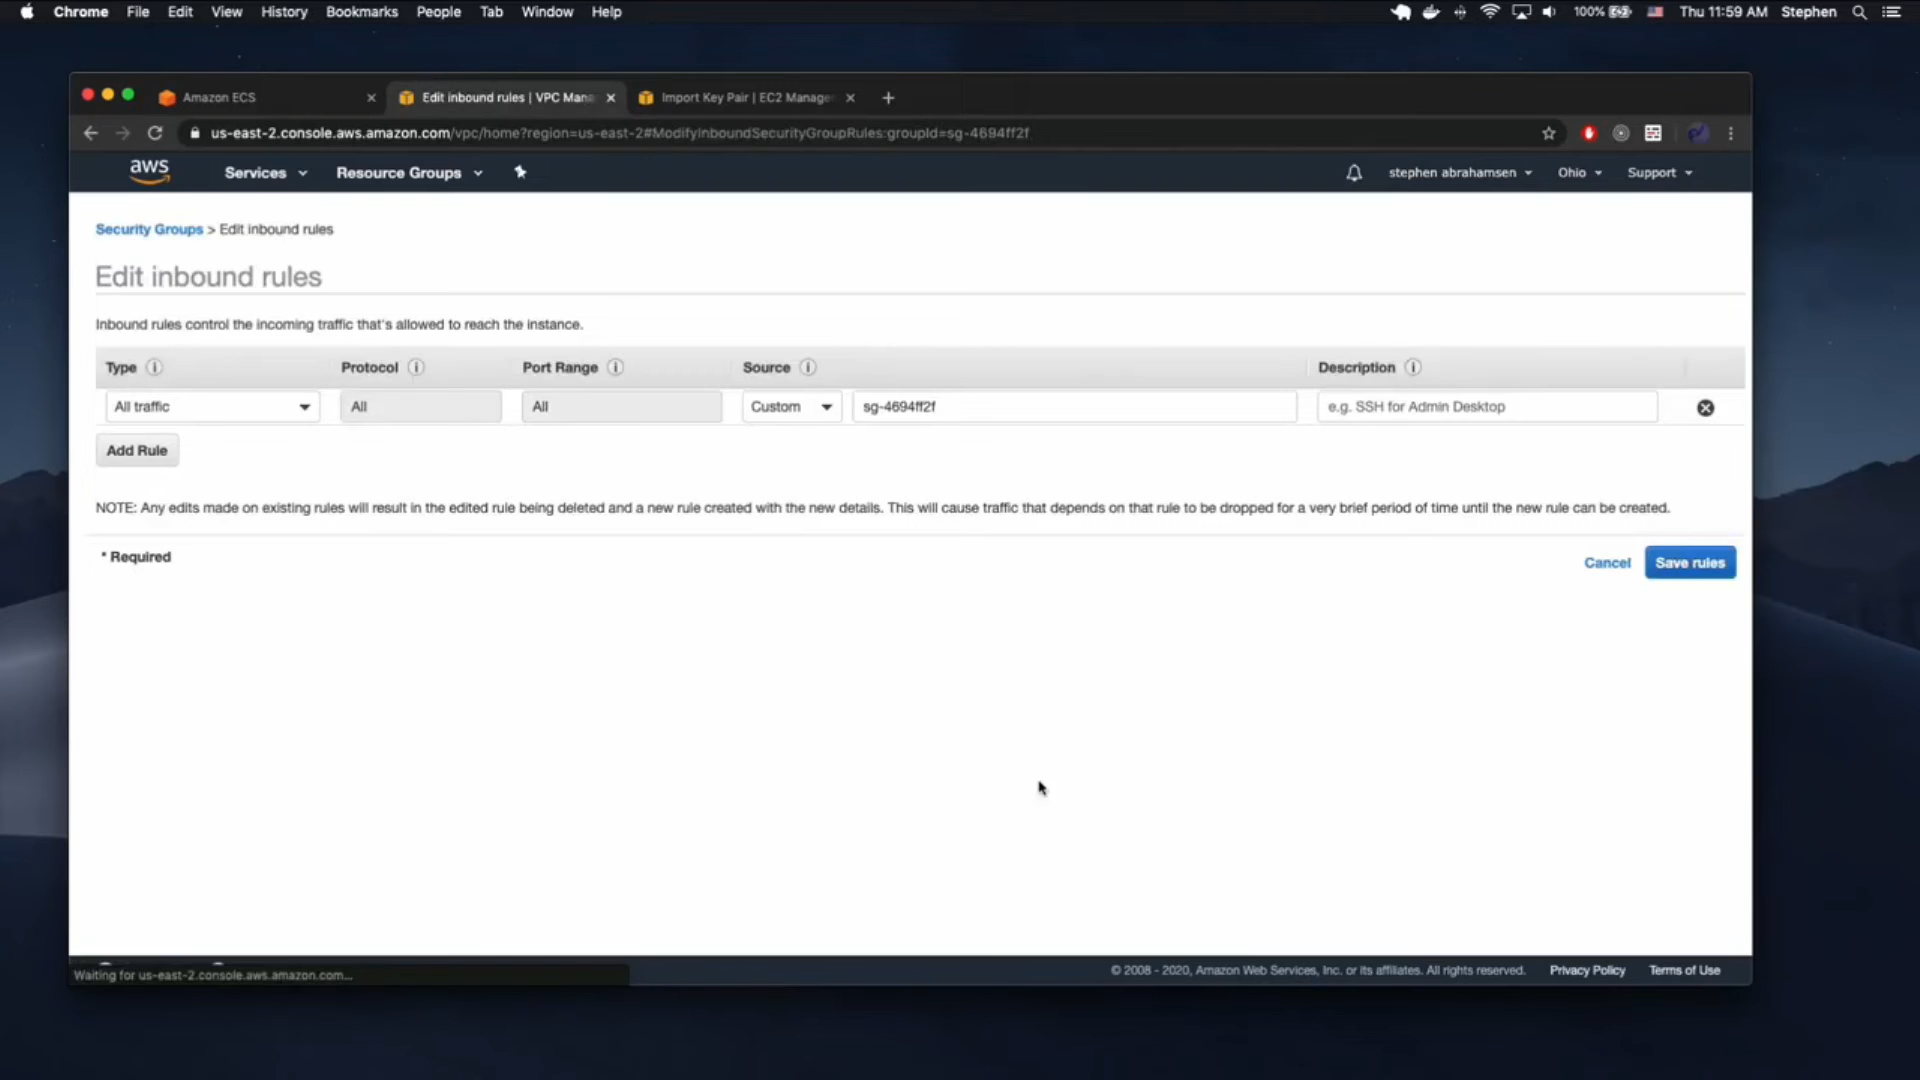 Chrome File Edit View History Bookmarks People Tab Window Help 100% Thu 11:59 AM Stephen
Amazon ECS Edit inbound rules | VPC Mana Import Key Pair | EC2 Manage
us-east-2.console.aws.amazon.com/vpc/home?region=us-east-2#ModifyInboundSecurityGroupRules:groupId=sg-4694ff2f
aws Services Resource Groups stephen abrahamsen Ohio Support
Security Groups > Edit inbound rules
Edit inbound rules
Inbound rules control the incoming traffic that's allowed to reach the instance.
Type Protocol Port Range Source Description
All traffic All All Custom sg-4694ff2f e.g. SSH for Admin Desktop
Add Rule
NOTE: Any edits made on existing rules will result in the edited rule being deleted and a new rule created with the new details. This will cause traffic that depends on that rule to be dropped for a very brief period of time until the new rule can be created.
* Required
Cancel Save rules
Waiting for us-east-2.console.aws.amazon.com...
© 2008 - 2020, Amazon Web Services, Inc. or its affiliates. All rights reserved. Privacy Policy Terms of Use